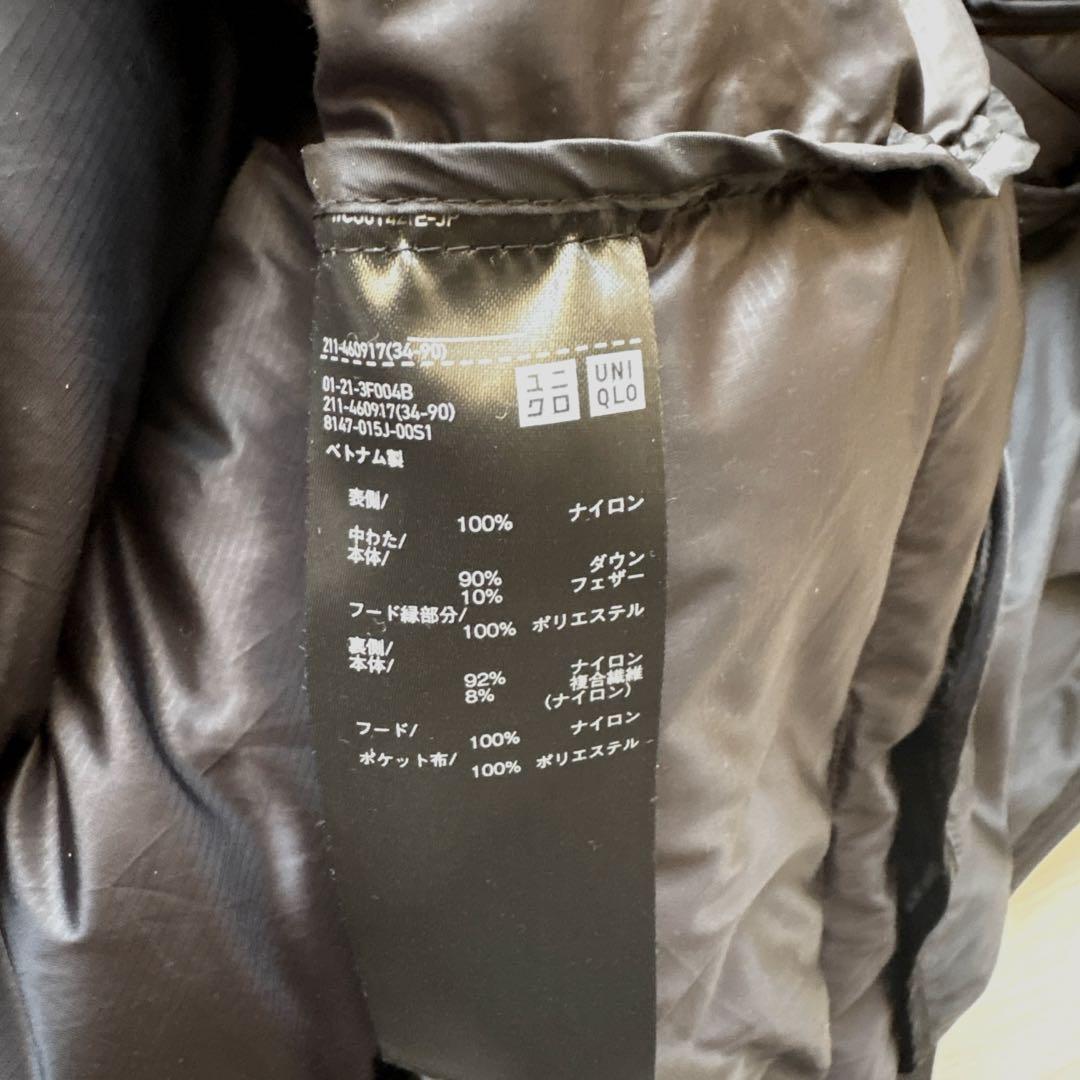 211-460917(34-90)
ユニクロ
UNIQLO
01-21-3F004B
211-460917(34-90)
8147-015J-00S1
ベトナム製
表側/
100% ナイロン
中わた/
本体/
90% ダウン
10% フェザー
フード縁部分/
100% ポリエステル
裏側/
本体/
92% ナイロン
8% 複合繊維
(ナイロン)
フード/
100% ナイロン
ポケット布/
100% ポリエステル